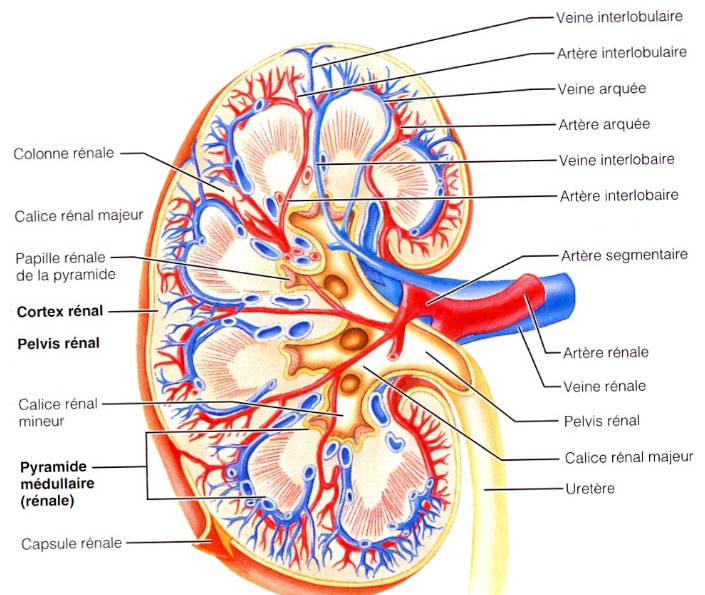 Veine interlobulaire
Artère interlobulaire
Veine arquée
Artère arquée
Veine interlobaire
Artère interlobaire
Artère segmentaire
Artère rénale
Veine rénale
Pelvis rénal
Calice rénal majeur
Uretère
Colonne rénale
Calice rénal majeur
Papille rénale
de la pyramide
Cortex rénal
Pelvis rénal
Calice rénal
mineur
Pyramide
médullaire
(rénale)
Capsule rénale